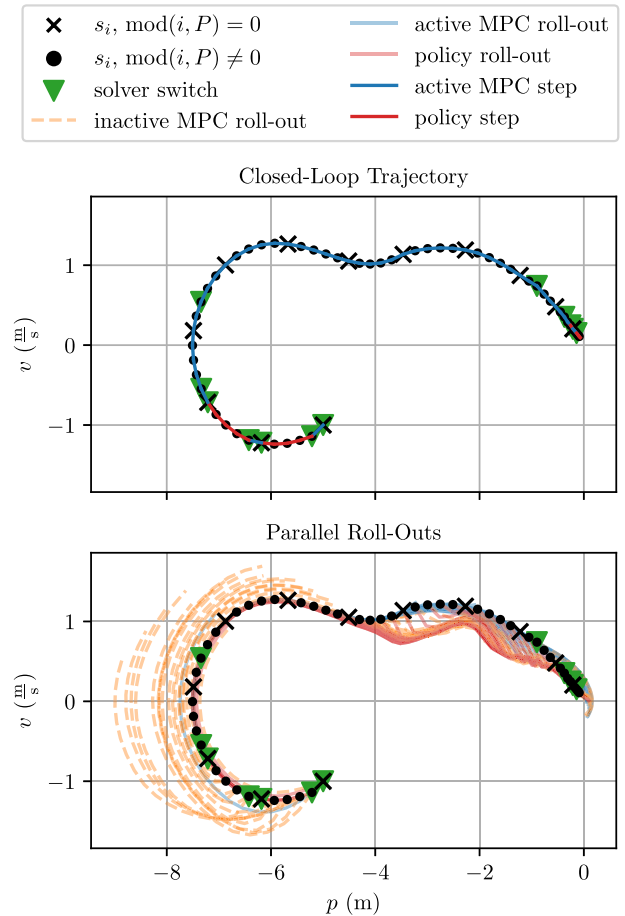 s_i, mod(i, P) = 0
s_i, mod(i, P) ≠ 0
solver switch
inactive MPC roll-out
active MPC roll-out
policy roll-out
active MPC step
policy step
Closed-Loop Trajectory
1
0
−1
v (m/s)
Parallel Roll-Outs
1
0
−1
v (m/s)
−8 −6 −4 −2 0
p (m)